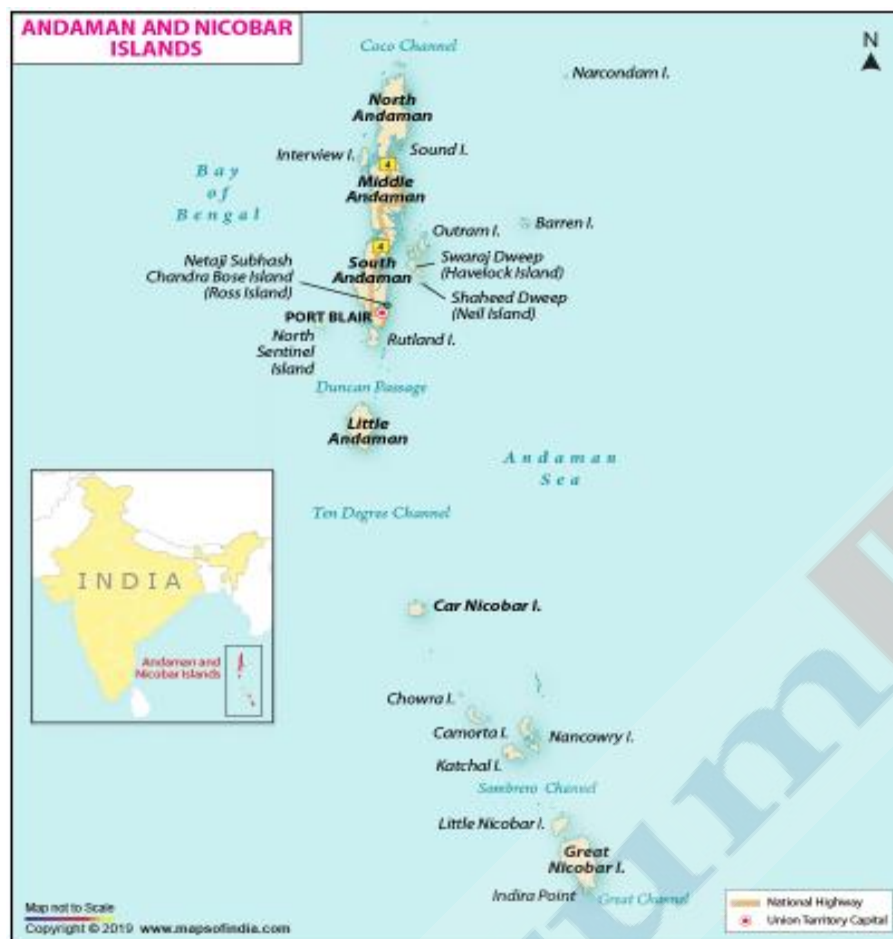 ANDAMAN AND NICOBAR
ISLANDS
N
Coco Channel
Narcondam I.
North
Andaman
Interview I.
Sound I.
4
Middle
Andaman
Bay
of
Bengal
Outram I.
Barren I.
4
Netaji Subhash
Chandra Bose Island
(Ross Island)
South
Andaman
Swaraj Dweep
(Havelock Island)
Shaheed Dweep
(Neil Island)
PORT BLAIR
North
Sentinel
Island
Rutland I.
Duncan Passage
Little
Andaman
Andaman
Sea
Ten Degree Channel
INDIA
Andaman and
Nicobar Islands
Car Nicobar I.
Chowra I.
Camorta I.
Nancowry I.
Katchal I.
Sombrero Channel
Little Nicobar I.
Great
Nicobar I.
Indira Point
Great Channel
Map not to Scale
Copyright © 2019 www.mapsofindia.com
National Highway
Union Territory Capital